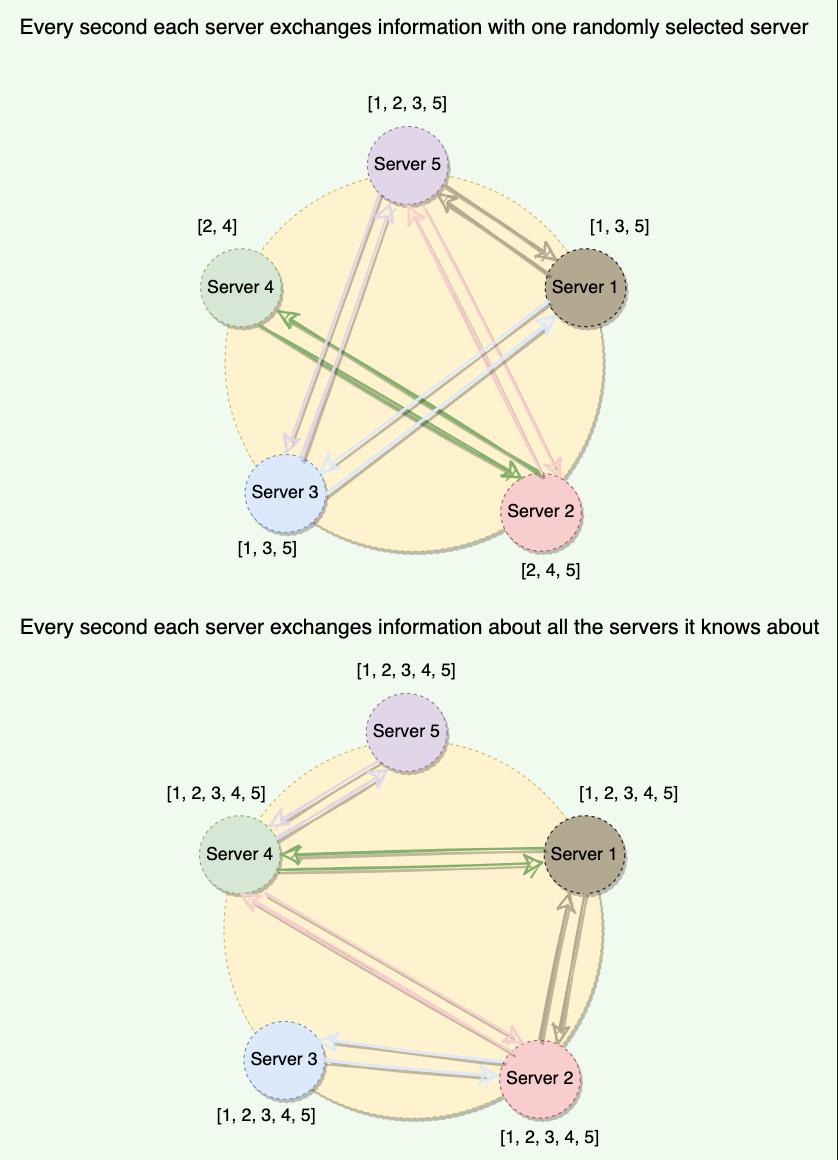 Every second each server exchanges information with one randomly selected server
[1, 2, 3, 5]
Server 5
[2, 4]
[1, 3, 5]
Server 4
Server 1
Server 3
Server 2
[1, 3, 5]
[2, 4, 5]
Every second each server exchanges information about all the servers it knows about
[1, 2, 3, 4, 5]
Server 5
[1, 2, 3, 4, 5]
[1, 2, 3, 4, 5]
Server 4
Server 1
Server 3
Server 2
[1, 2, 3, 4, 5]
[1, 2, 3, 4, 5]